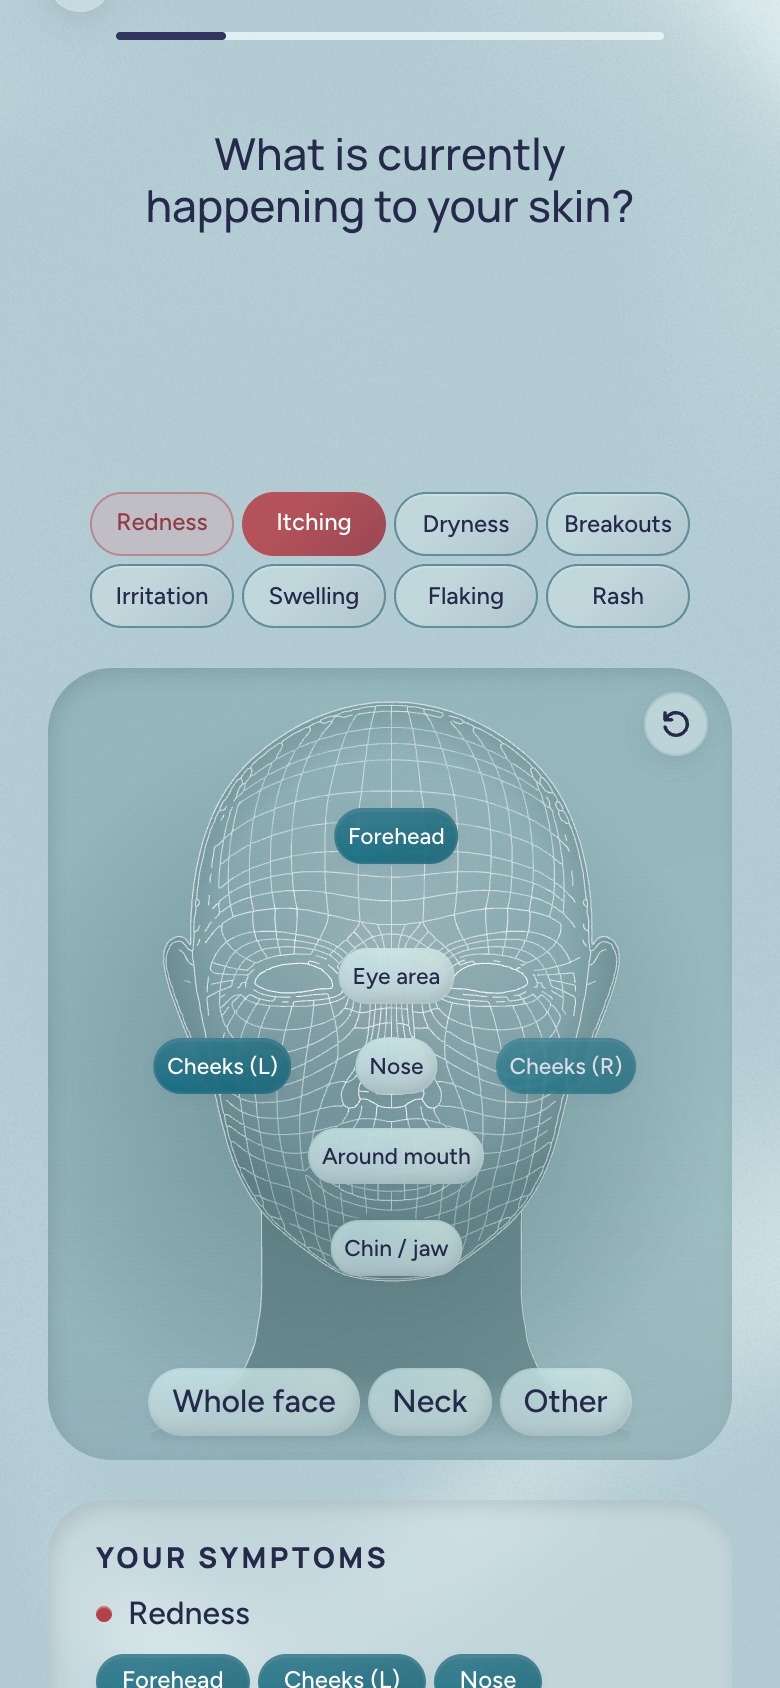 What is currently
happening to your skin?
Redness Itching Dryness Breakouts
Irritation Swelling Flaking Rash
Forehead
Eye area
Cheeks (L) Nose Cheeks (R)
Around mouth
Chin / jaw
Whole face Neck Other
YOUR SYMPTOMS
Redness
Forehead Cheeks (L) Nose